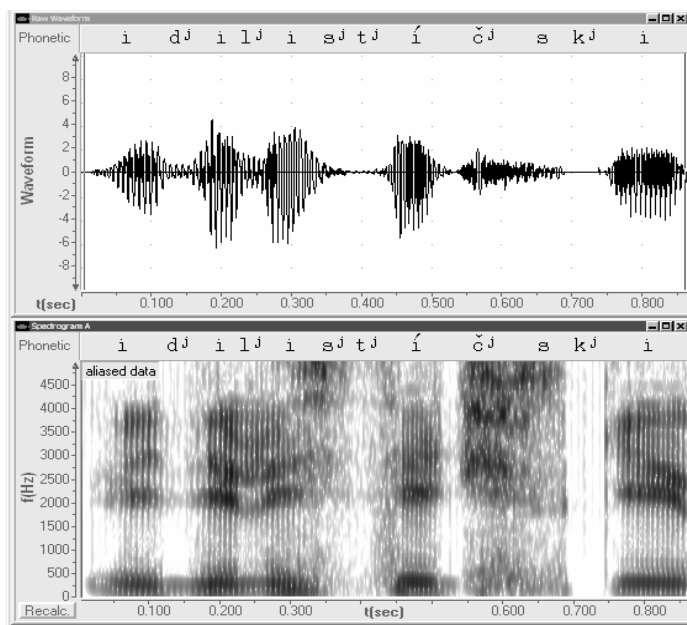 Raw Waveform
Phonetic i dʲ i lʲ i sʲ tʲ í čʲ s kʲ i
Waveform
8
6
4
2
0
-2
-4
-6
-8
t(sec) 0.100 0.200 0.300 0.400 0.500 0.600 0.700 0.800
Spectrogram A
Phonetic i dʲ i lʲ i sʲ tʲ í čʲ s kʲ i
aliased data
f(Hz)
4500
4000
3500
3000
2500
2000
1500
1000
500
0
Recalc. 0.100 0.200 0.300 t(sec) 0.600 0.700 0.800